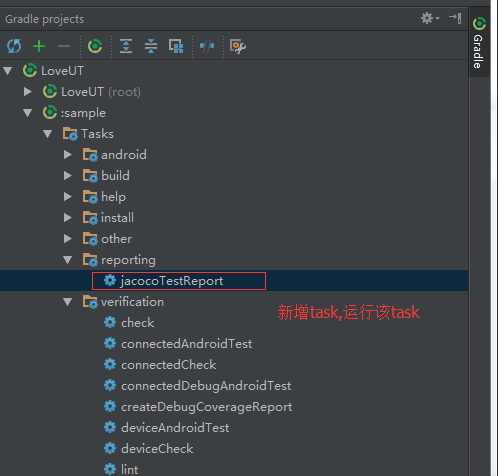 Gradle projects
Gradle
LoveUT
LoveUT (root)
:sample
Tasks
android
build
help
install
other
reporting
jacocoTestReport
verification
新增task,运行该task
check
connectedAndroidTest
connectedCheck
connectedDebugAndroidTest
createDebugCoverageReport
deviceAndroidTest
deviceCheck
lint